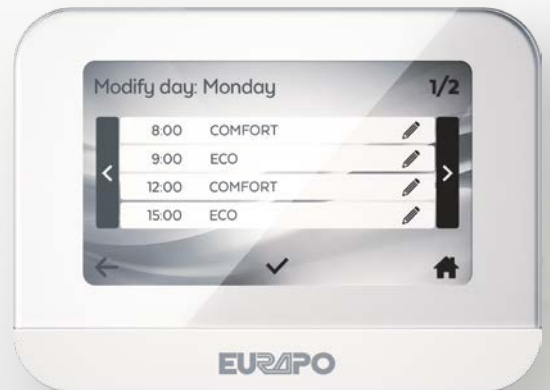 Modify day: Monday 1/2
8:00 COMFORT
9:00 ECO
12:00 COMFORT
15:00 ECO
EURAPO